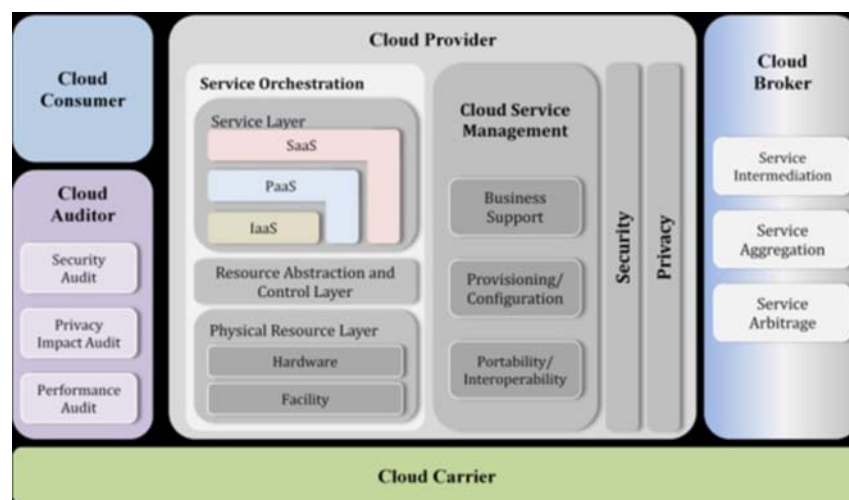 Cloud
Consumer
Cloud
Auditor
Security
Audit
Privacy
Impact Audit
Performance
Audit
Cloud Provider
Service Orchestration
Service Layer
SaaS
PaaS
IaaS
Resource Abstraction and
Control Layer
Physical Resource Layer
Hardware
Facility
Cloud Service
Management
Business
Support
Provisioning/
Configuration
Portability/
Interoperability
Security
Privacy
Cloud
Broker
Service
Intermediation
Service
Aggregation
Service
Arbitrage
Cloud Carrier